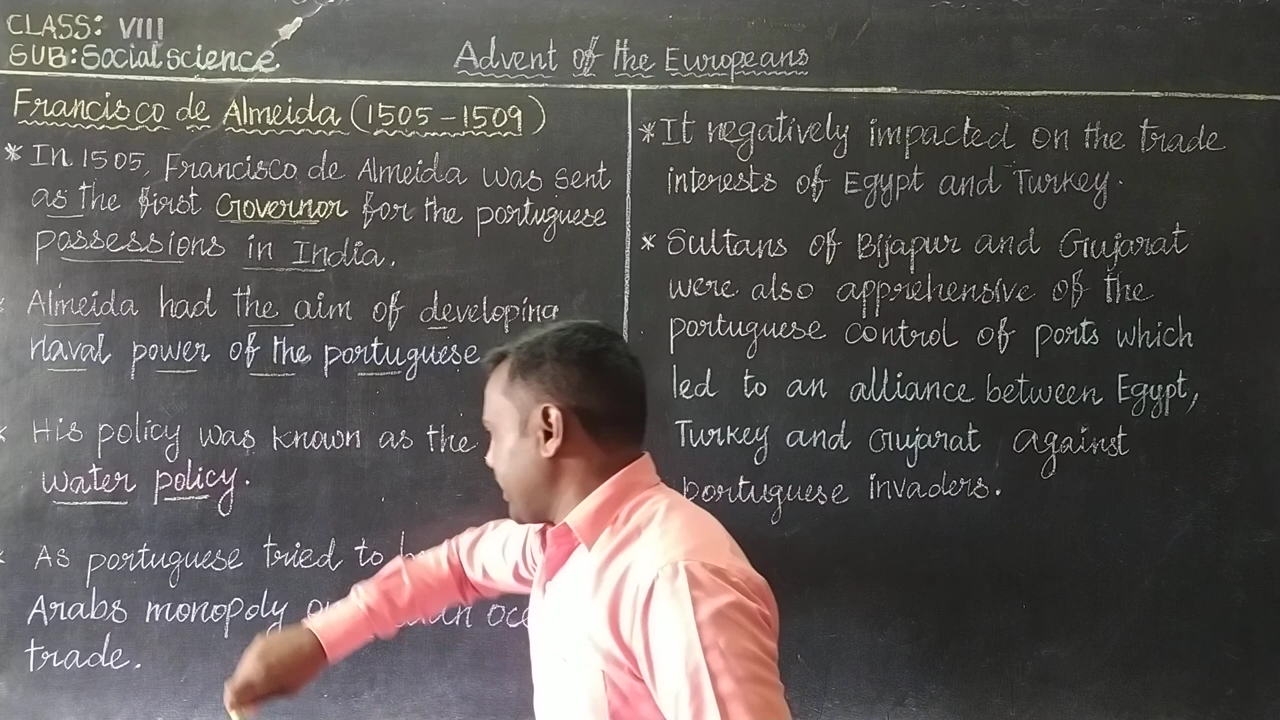 CLASS: VIII
SUB: Social science
Advent of the Europeans
Francisco de Almeida (1505-1509)
* In 1505, Francisco de Almeida was sent
as the first Governor for the portuguese
possessions in India.
* Almeida had the aim of developing
naval power of the portuguese
* His policy was known as the
water policy.
* As portuguese tried to
Arabs monopoly
trade.
* It negatively impacted on the trade
interests of Egypt and Turkey.
* Sultans of Bijapur and Gujarat
were also apprehensive of the
portuguese control of ports which
led to an alliance between Egypt,
Turkey and Gujarat against
portuguese invaders.